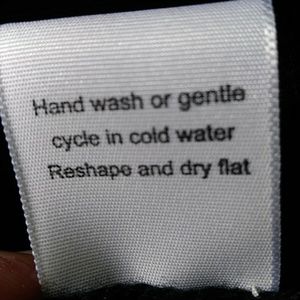 Hand wash or gentle
cycle in cold water
Reshape and dry flat